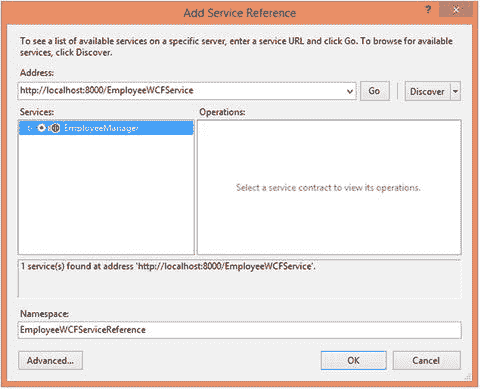 Add Service Reference
?
To see a list of available services on a specific server, enter a service URL and click Go. To browse for available
services, click Discover.
Address:
http://localhost:8000/EmployeeWCFService
Go
Discover
Services:
Operations:
EmployeeManager
Select a service contract to view its operations.
1 service(s) found at address 'http://localhost:8000/EmployeeWCFService'.
Namespace:
EmployeeWCFServiceReference
Advanced...
OK
Cancel